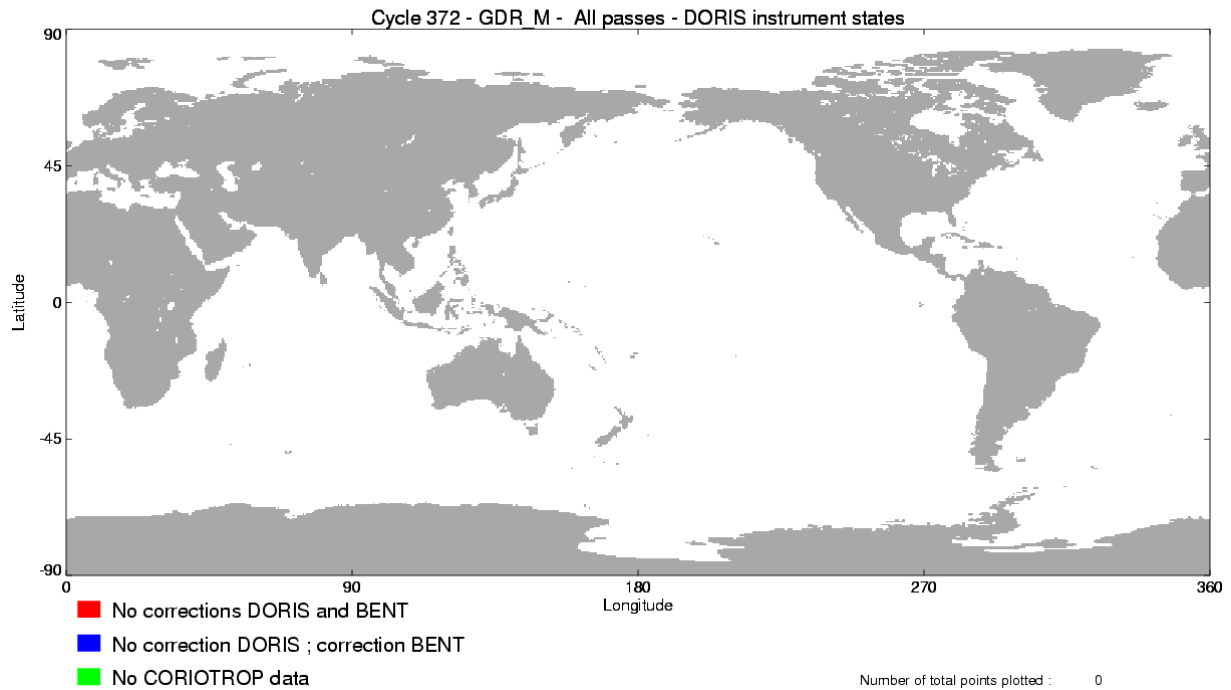 Cycle 372 - GDR_M - All passes - DORIS instrument states
90
45
0
-45
-90
Latitude
0 90 180 270 360
Longitude
No corrections DORIS and BENT
No correction DORIS ; correction BENT
No CORIOTROP data
Number of total points plotted : 0